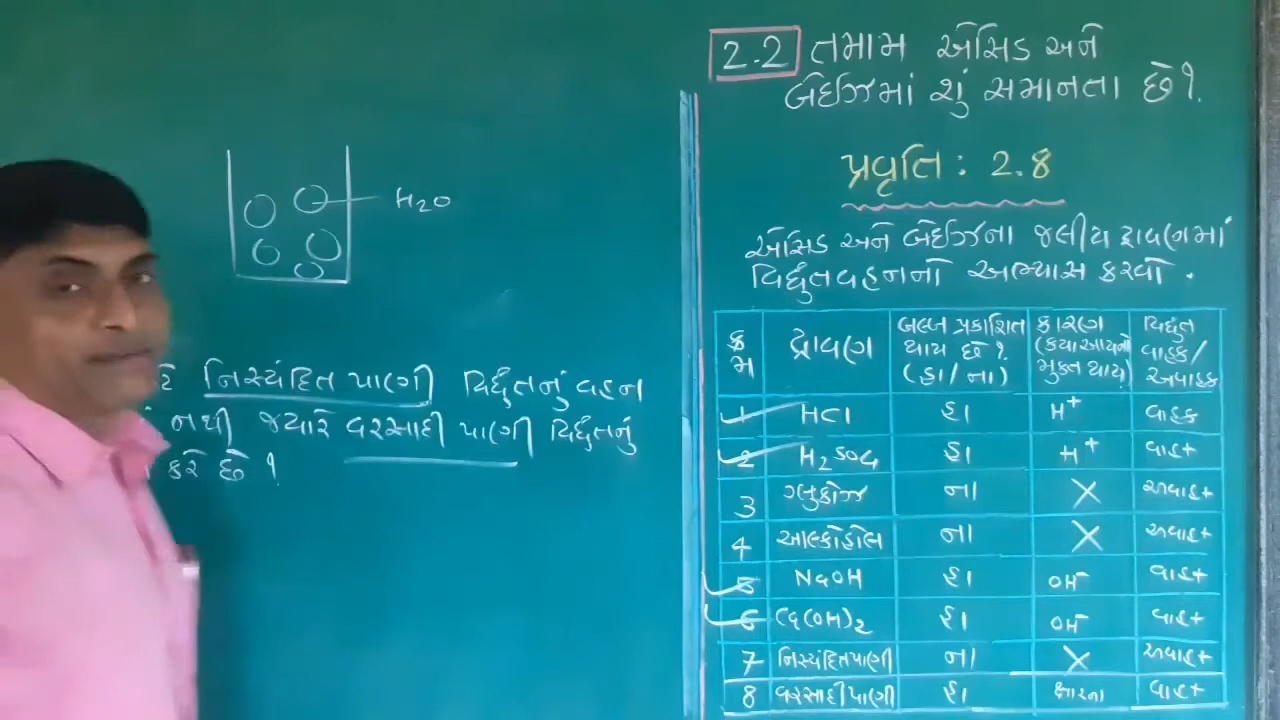 2.2 તમામ એસિડ અને
બેઈઝમાં શું સમાનતા છે ?
પ્રવૃતિ : 2.8
એસિડ અને બેઈઝના જલીય દ્રાવણમાં
વિદ્યુતવહનનો અભ્યાસ કરવો .
H₂O
નિસ્યંદિત પાણી વિદ્યુતનું વહન
નથી જ્યારે વરસાદી પાણી વિદ્યુતનું
કરે છે ?
ક્રમ દ્રાવણ બલ્બ પ્રકાશિત થાય છે ? (હા/ના) કારણ (કયા આયનો મુક્ત થાય) વિદ્યુત વાહક/ અવાહક
1 HCl હા H⁺ વાહક
2 H₂SO₄ હા H⁺ વાહક
3 ગ્લુકોઝ ના X અવાહક
4 આલ્કોહોલ ના X અવાહક
5 NaOH હા OH⁻ વાહક
6 Ca(OH)₂ હા OH⁻ વાહક
7 નિસ્યંદિત પાણી ના X અવાહક
8 વરસાદી પાણી હા ક્ષારના વાહક